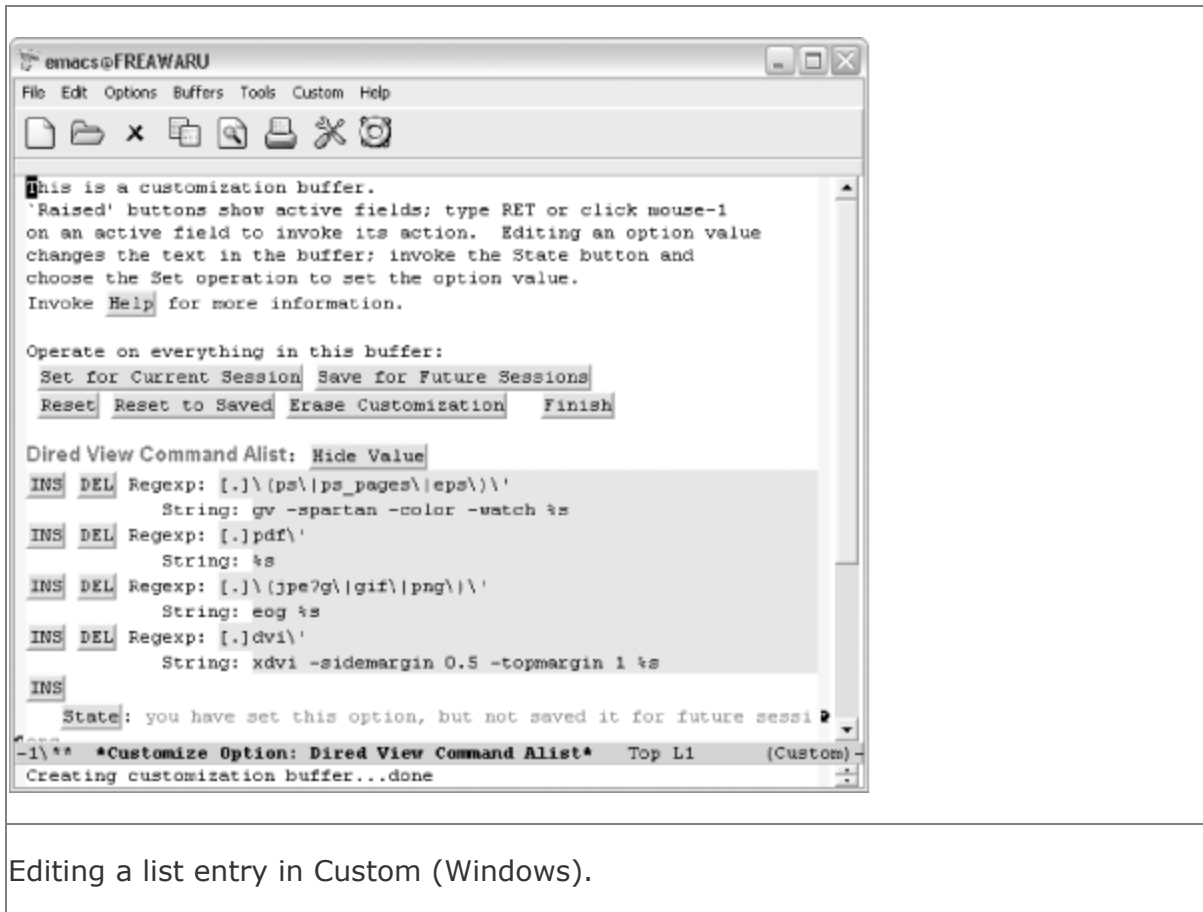 emacs@FREAWARU
File Edit Options Buffers Tools Custom Help
This is a customization buffer.
`Raised' buttons show active fields; type RET or click mouse-1
on an active field to invoke its action.  Editing an option value
changes the text in the buffer; invoke the State button and
choose the Set operation to set the option value.
Invoke Help for more information.
Operate on everything in this buffer:
Set for Current Session Save for Future Sessions
Reset Reset to Saved Erase Customization Finish
Dired View Command Alist: Hide Value
INS DEL Regexp: [.]\(ps\|ps_pages\|eps\)\'
String: gv -spartan -color -watch %s
INS DEL Regexp: [.]pdf\'
String: %s
INS DEL Regexp: [.]\(jpe?g\|gif\|png\)\'
String: eog %s
INS DEL Regexp: [.]dvi\'
String: xdvi -sidemargin 0.5 -topmargin 1 %s
INS
State: you have set this option, but not saved it for future sessi
-1\** *Customize Option: Dired View Command Alist* Top L1 (Custom)-
Creating customization buffer...done
Editing a list entry in Custom (Windows).